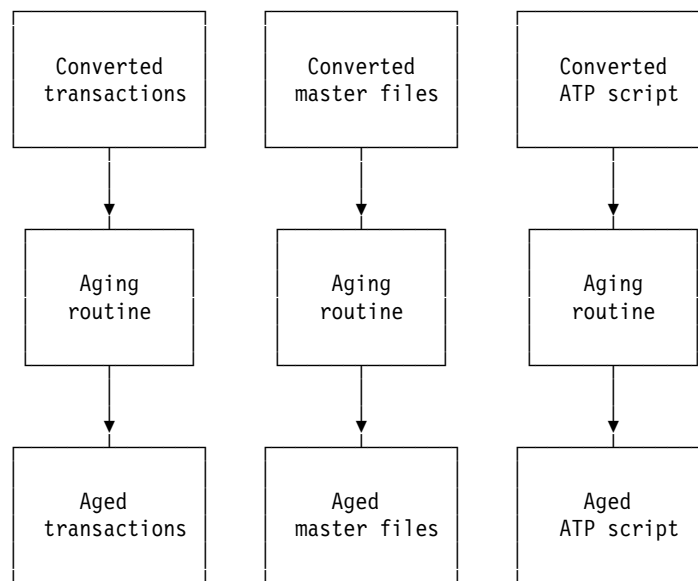 Converted
transactions
Converted
master files
Converted
ATP script
Aging
routine
Aging
routine
Aging
routine
Aged
transactions
Aged
master files
Aged
ATP script